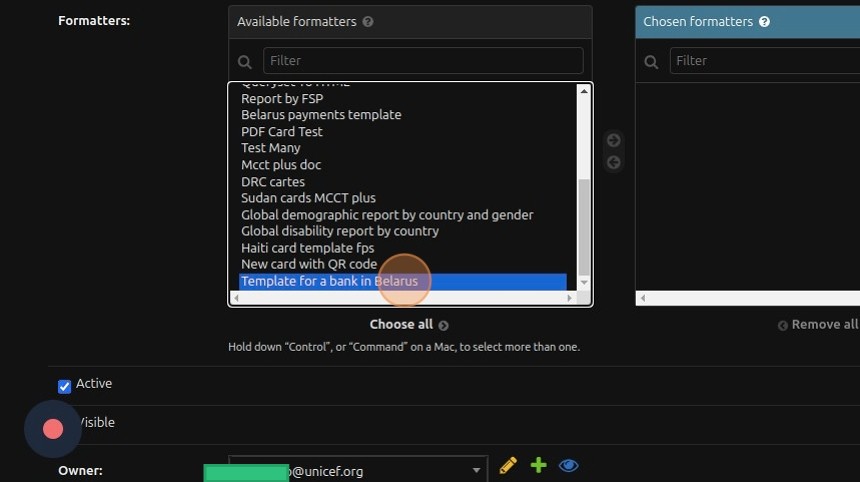 Formatters:
Available formatters
Chosen formatters
Filter
Filter
Report by FSP
Belarus payments template
PDF Card Test
Test Many
Mcct plus doc
DRC cartes
Sudan cards MCCT plus
Global demographic report by country and gender
Global disability report by country
Haiti card template fps
New card with QR code
Template for a bank in Belarus
Choose all
Remove all
Hold down “Control”, or “Command” on a Mac, to select more than one.
Active
isible
Owner:
o@unicef.org